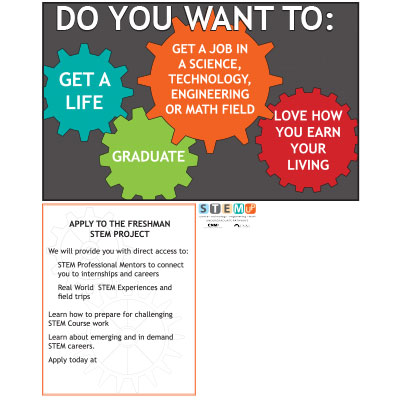 DO YOU WANT TO:
GET A
LIFE
GET A JOB IN
A SCIENCE,
TECHNOLOGY,
ENGINEERING
OR MATH FIELD
GRADUATE
LOVE HOW
YOU EARN
YOUR
LIVING
APPLY TO THE FRESHMAN
STEM PROJECT
We will provide you with direct access to:
STEM Professional Mentors to connect
you to internships and careers
Real World STEM Experiences and
field trips
Learn how to prepare for challenging
STEM Course work
Learn about emerging and in demand
STEM careers.
Apply today at
STEM